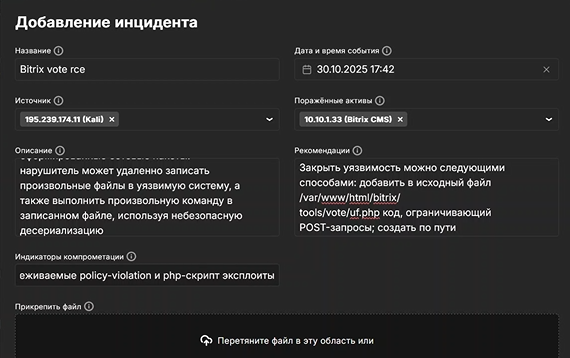 Добавление инцидента
Название
Дата и время события
Bitrix vote rce
30.10.2025 17:42
Источник
Поражённые активы
195.239.174.11 (Kali) ×
10.10.1.33 (Bitrix CMS) ×
Описание
Рекомендации
нарушитель может удаленно записать
произвольные файлы в уязвимую систему, а
также выполнить произвольную команду в
записанном файле, используя небезопасную
десериализацию
Закрыть уязвимость можно следующими
способами: добавить в исходный файл
/var/www/html/bitrix/
tools/vote/uf.php код, ограничивающий
POST-запросы; создать по пути
Индикаторы компрометации
еживаемые policy-violation и php-скрипт эксплоиты
Прикрепить файл
Перетяните файл в эту область или